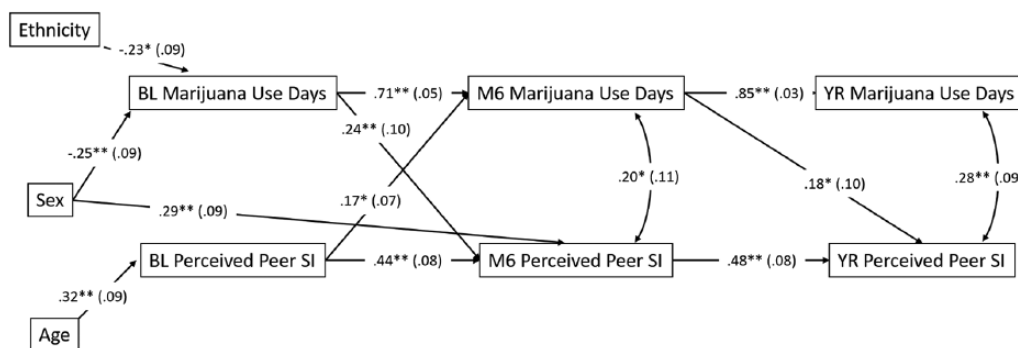 Ethnicity
-.23* (.09)
BL Marijuana Use Days
.71** (.05)
M6 Marijuana Use Days
.85** (.03)
YR Marijuana Use Days
.24** (.10)
-.25** (.09)
.20* (.11)
.18* (.10)
.28** (.09)
Sex
.17* (.07)
.29** (.09)
BL Perceived Peer SI
.44** (.08)
M6 Perceived Peer SI
.48** (.08)
YR Perceived Peer SI
.32** (.09)
Age